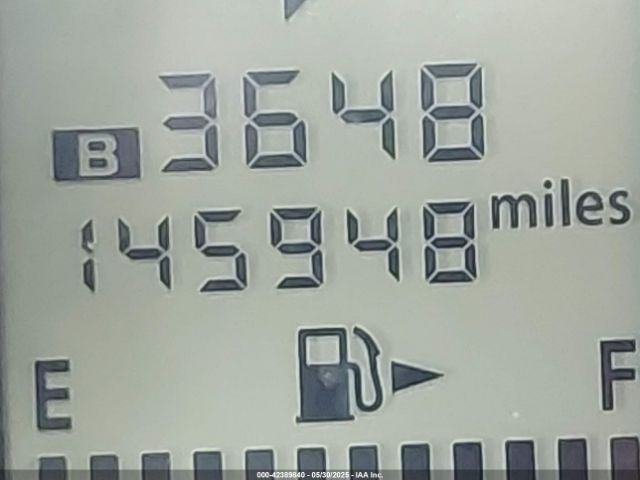 B 3648
145948 miles
E F
000-42389840 - 05/30/2025 - IAA Inc.